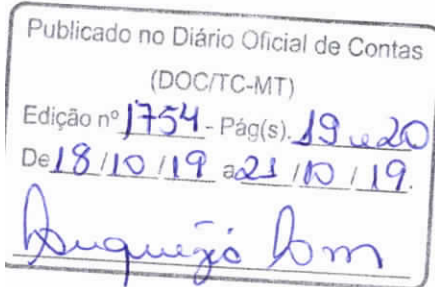 Publicado no Diário Oficial de Contas
(DOC/TC-MT)
Edição nº 1754 - Pág(s). 19 e 20
De 18/10/19 a 21/10/19.